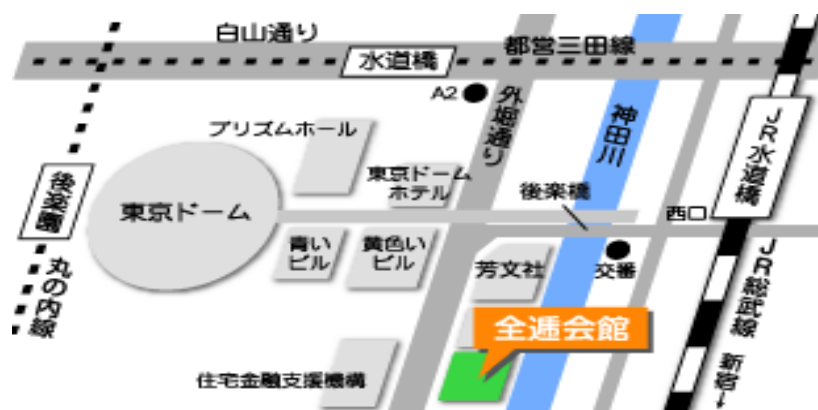 白山通り
都営三田線
水道橋
A2
外堀通り
神田川
JR水道橋
プリズムホール
東京ドーム
ホテル
後楽橋
西口
後楽園
東京ドーム
青い
ビル
黄色い
ビル
芳文社
交番
丸の内線
JR総武線
新宿↓
全逓会館
住宅金融支援機構